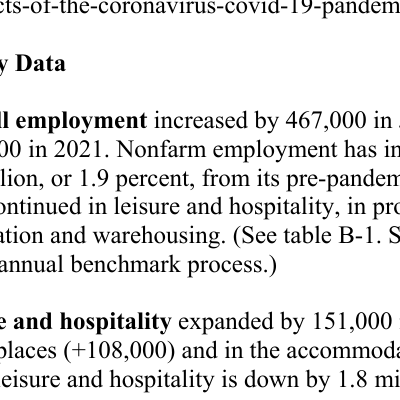 cts-of-the-coronavirus-covid-19-pandem
y Data
ll employment increased by 467,000 in
00 in 2021. Nonfarm employment has in
lion, or 1.9 percent, from its pre-pandem
ontinued in leisure and hospitality, in pro
ation and warehousing. (See table B-1. S
annual benchmark process.)
e and hospitality expanded by 151,000
places (+108,000) and in the accommoda
leisure and hospitality is down by 1.8 mi